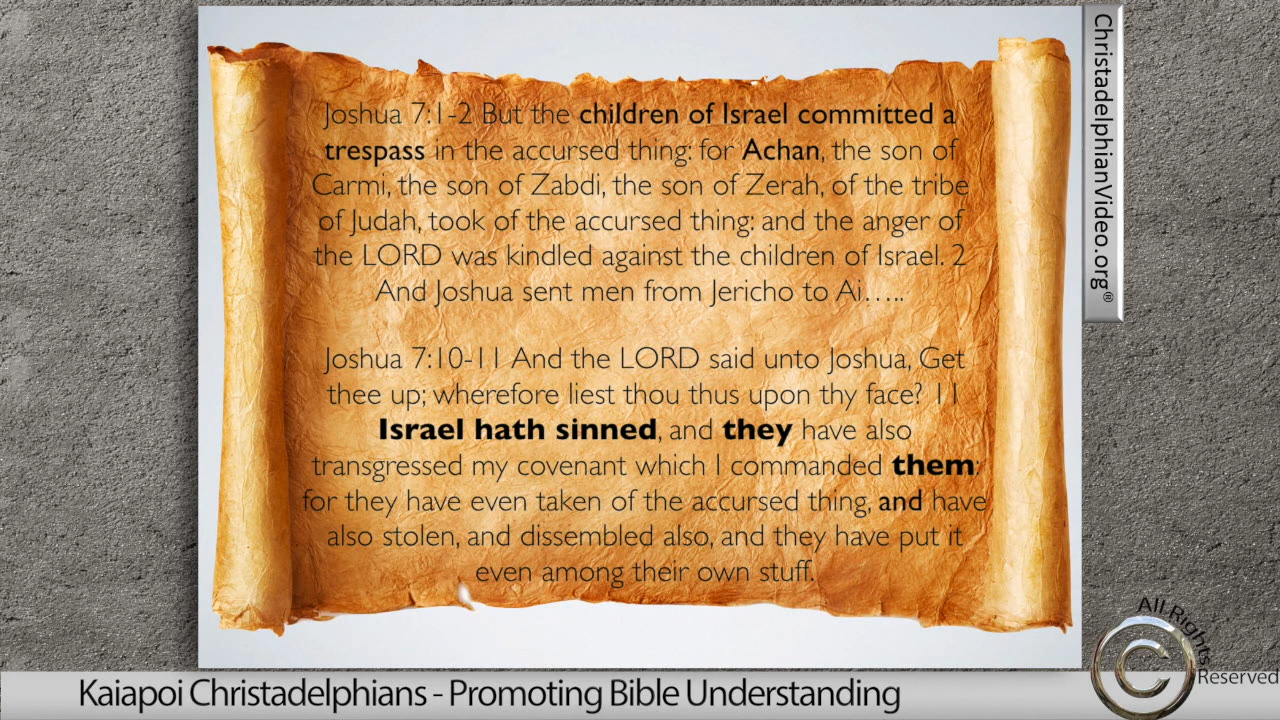 Joshua 7:1-2 But the children of Israel committed a
trespass in the accursed thing: for Achan, the son of
Carmi, the son of Zabdi, the son of Zerah, of the tribe
of Judah, took of the accursed thing: and the anger of
the LORD was kindled against the children of Israel. 2
And Joshua sent men from Jericho to Ai…..
Joshua 7:10-11 And the LORD said unto Joshua, Get
thee up; wherefore liest thou thus upon thy face? 11
Israel hath sinned, and they have also
transgressed my covenant which I commanded them:
for they have even taken of the accursed thing, and have
also stolen, and dissembled also, and they have put it
even among their own stuff.
ChristadelphianVideo.org®
All Rights
©
Reserved
Kaiapoi Christadelphians - Promoting Bible Understanding